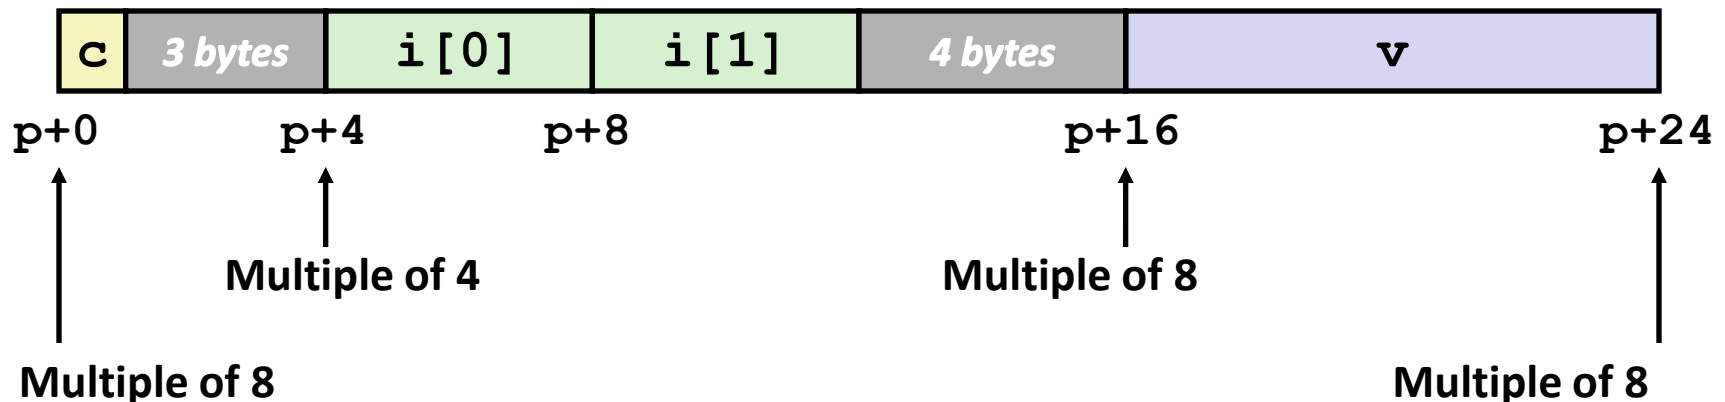 c 3 bytes i[0] i[1] 4 bytes v
p+0 p+4 p+8 p+16 p+24
Multiple of 4 Multiple of 8
Multiple of 8 Multiple of 8